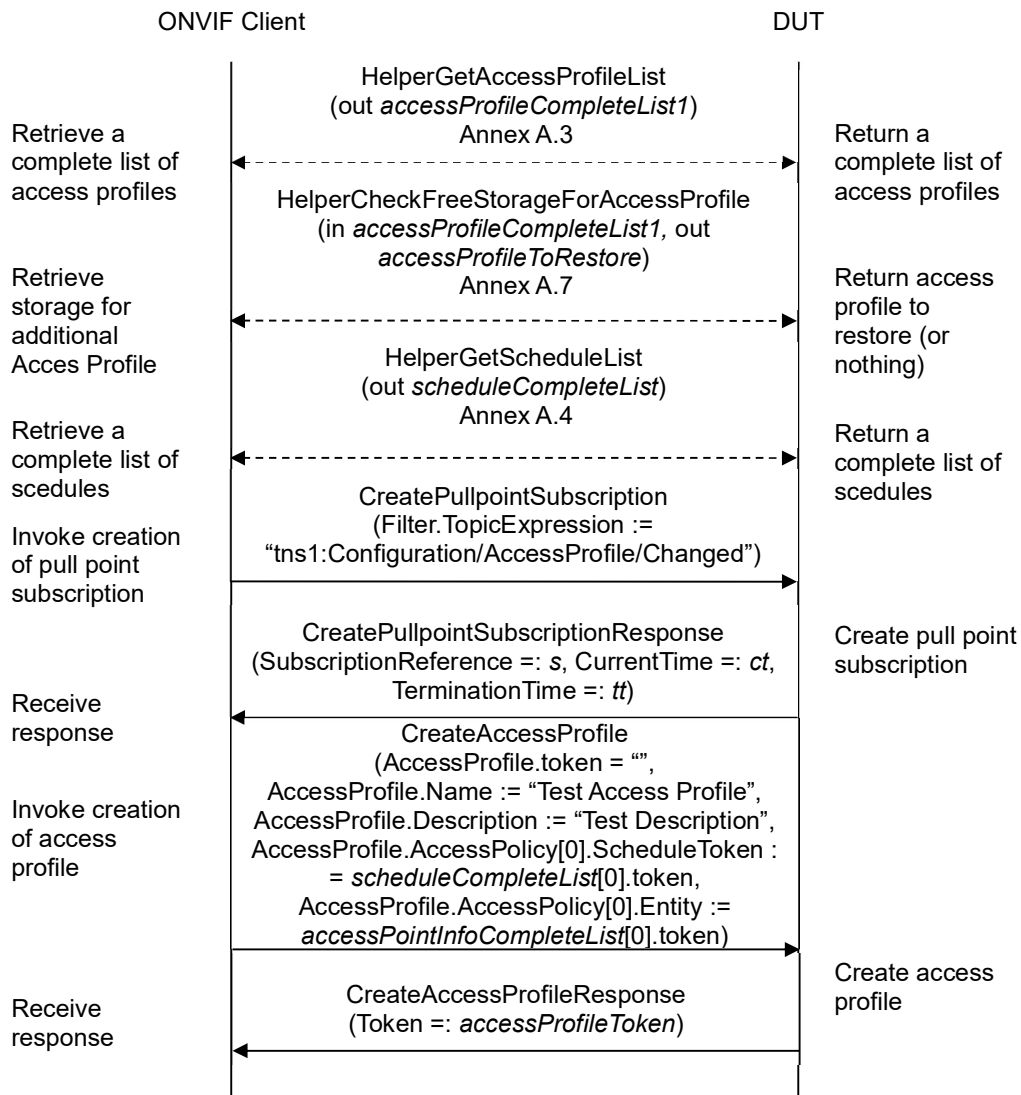 ONVIF Client
DUT
HelperGetAccessProfileList
(out accessProfileCompleteList1)
Annex A.3
Retrieve a
complete list of
access profiles
Return a
complete list of
access profiles
HelperCheckFreeStorageForAccessProfile
(in accessProfileCompleteList1, out
accessProfileToRestore)
Annex A.7
Retrieve
storage for
additional
Acces Profile
Return access
profile to
restore (or
nothing)
HelperGetScheduleList
(out scheduleCompleteList)
Annex A.4
Retrieve a
complete list of
scedules
Return a
complete list of
scedules
CreatePullpointSubscription
(Filter.TopicExpression :=
“tns1:Configuration/AccessProfile/Changed”)
Invoke creation
of pull point
subscription
CreatePullpointSubscriptionResponse
(SubscriptionReference =: s, CurrentTime =: ct,
TerminationTime =: tt)
Create pull point
subscription
Receive
response
CreateAccessProfile
(AccessProfile.token = “”,
AccessProfile.Name := “Test Access Profile”,
AccessProfile.Description := “Test Description”,
AccessProfile.AccessPolicy[0].ScheduleToken :
= scheduleCompleteList[0].token,
AccessProfile.AccessPolicy[0].Entity :=
accessPointInfoCompleteList[0].token)
Invoke creation
of access
profile
Create access
profile
CreateAccessProfileResponse
(Token =: accessProfileToken)
Receive
response